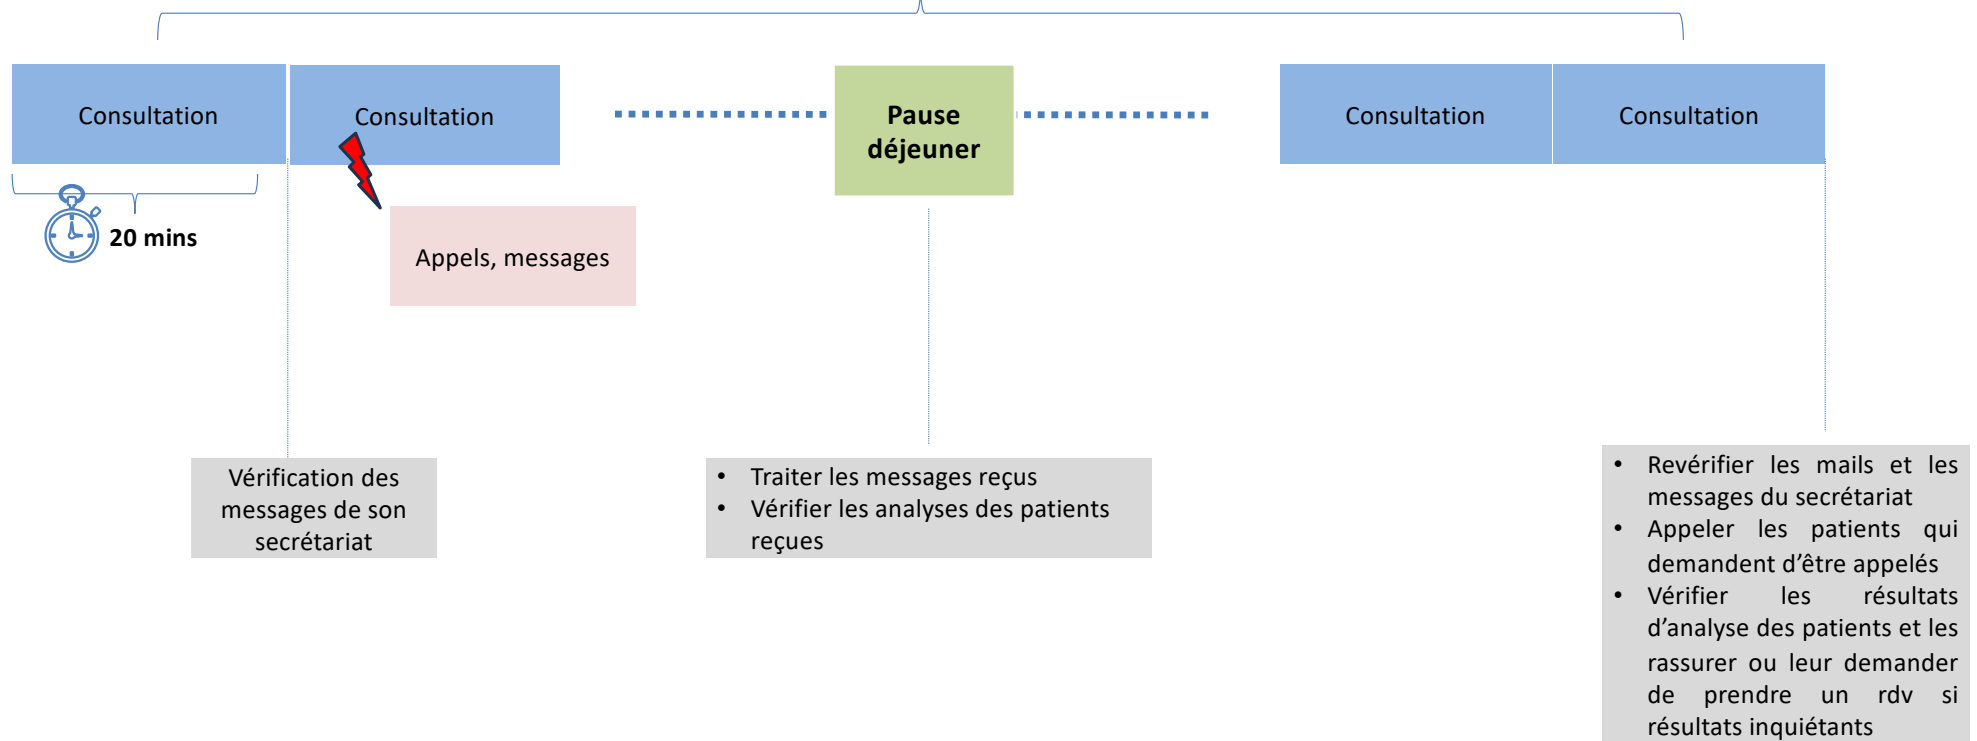 Consultation
Consultation
Pause
déjeuner
Consultation
Consultation
20 mins
Appels, messages
Vérification des
messages de son
secrétariat
• Traiter les messages reçus
• Vérifier les analyses des patients
reçues
• Revérifier les mails et les
messages du secrétariat
• Appeler les patients qui
demandent d’être appelés
• Vérifier les résultats
d’analyse des patients et les
rassurer ou leur demander
de prendre un rdv si
résultats inquiétants